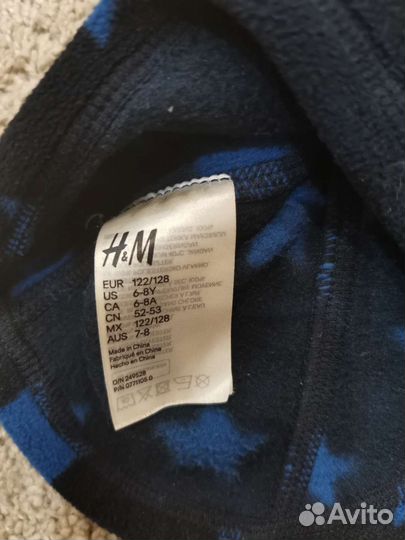 H&M
EUR 122/128
US 6-8Y
CA 6-8A
CN 52-53
MX 122/128
AUS 7-8
Made in China
Fabriqué en Chine
Hecho en China
O/N 249528
P/N 0771105.0
Avito